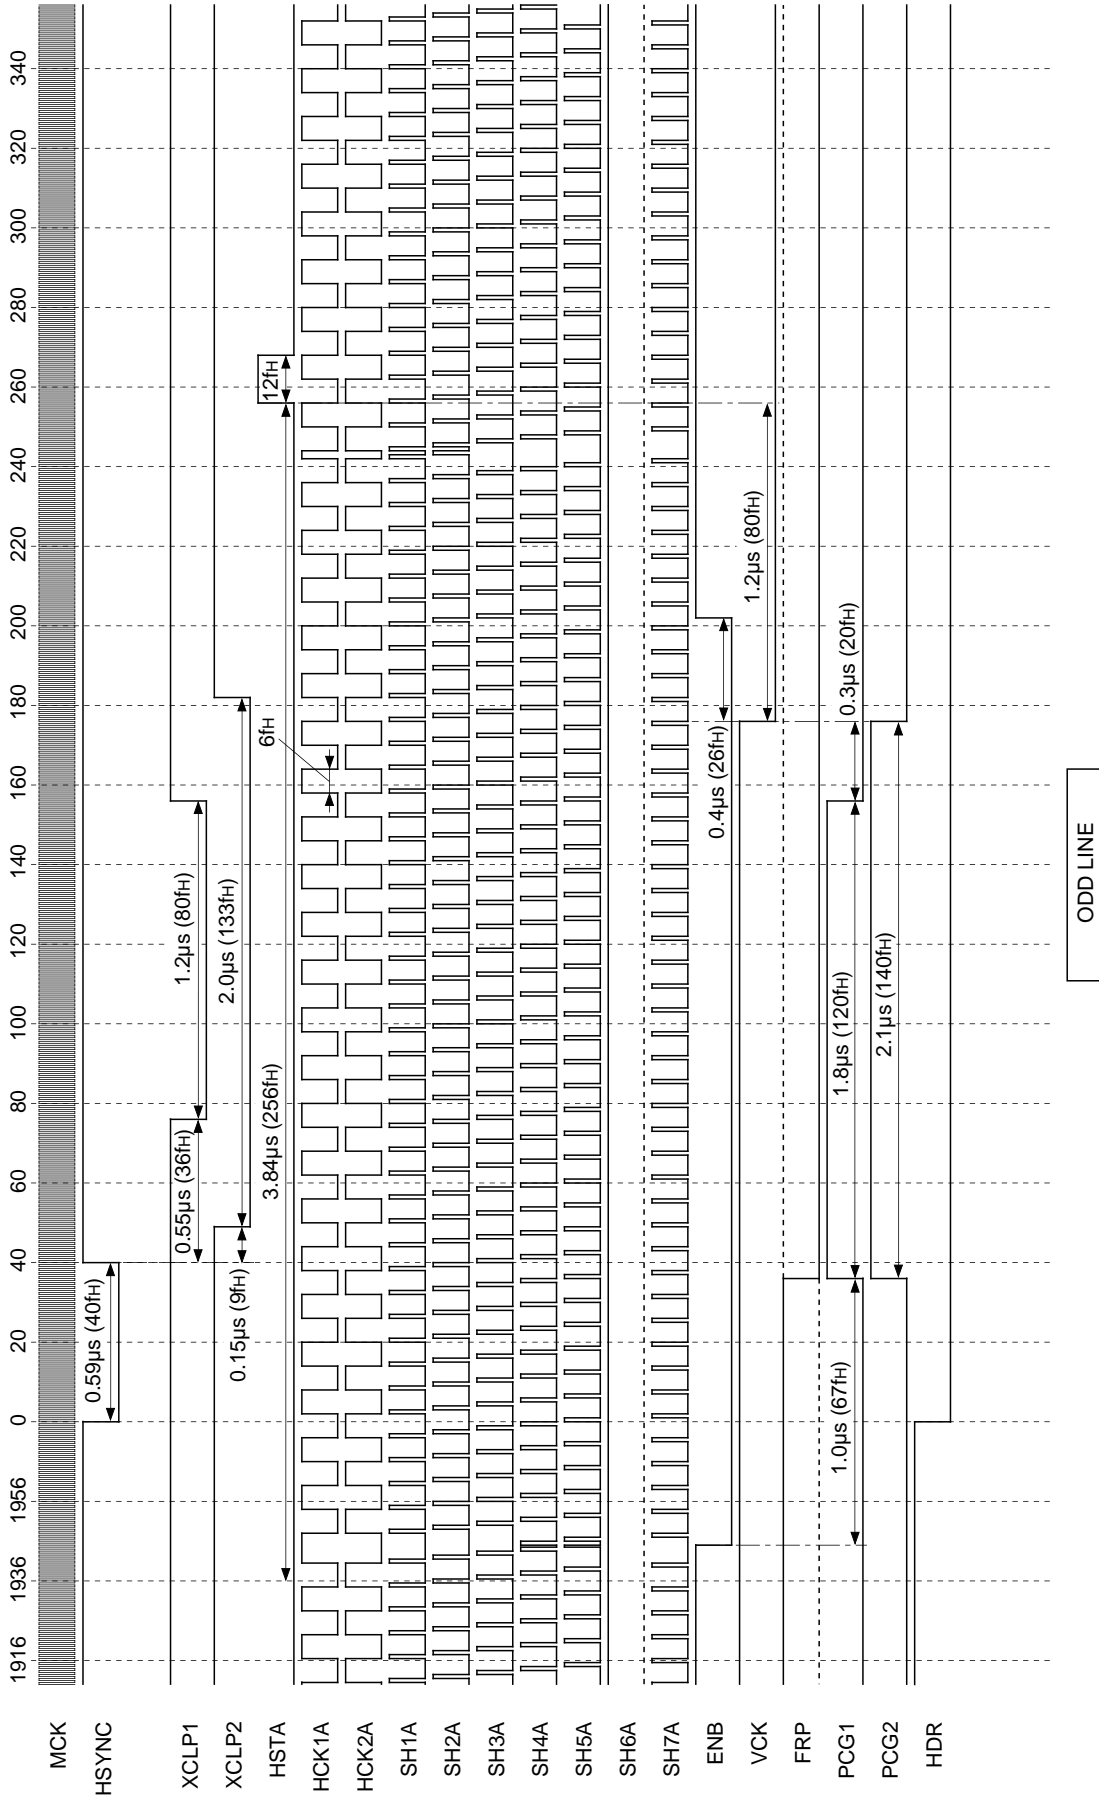 MCK
HSYNC
XCLP1
XCLP2
HSTA
HCK1A
HCK2A
SH1A
SH2A
SH3A
SH4A
SH5A
SH6A
SH7A
ENB
VCK
FRP
PCG1
PCG2
HDR
1916
1936
1956
0
20
40
60
80
100
120
140
160
180
200
220
240
260
280
300
320
340
0.59µs (40fH)
0.55µs (36fH)
1.2µs (80fH)
0.15µs (9fH)
2.0µs (133fH)
3.84µs (256fH)
12fH
6fH
0.4µs (26fH)
1.2µs (80fH)
1.0µs (67fH)
1.8µs (120fH)
0.3µs (20fH)
2.1µs (140fH)
ODD LINE